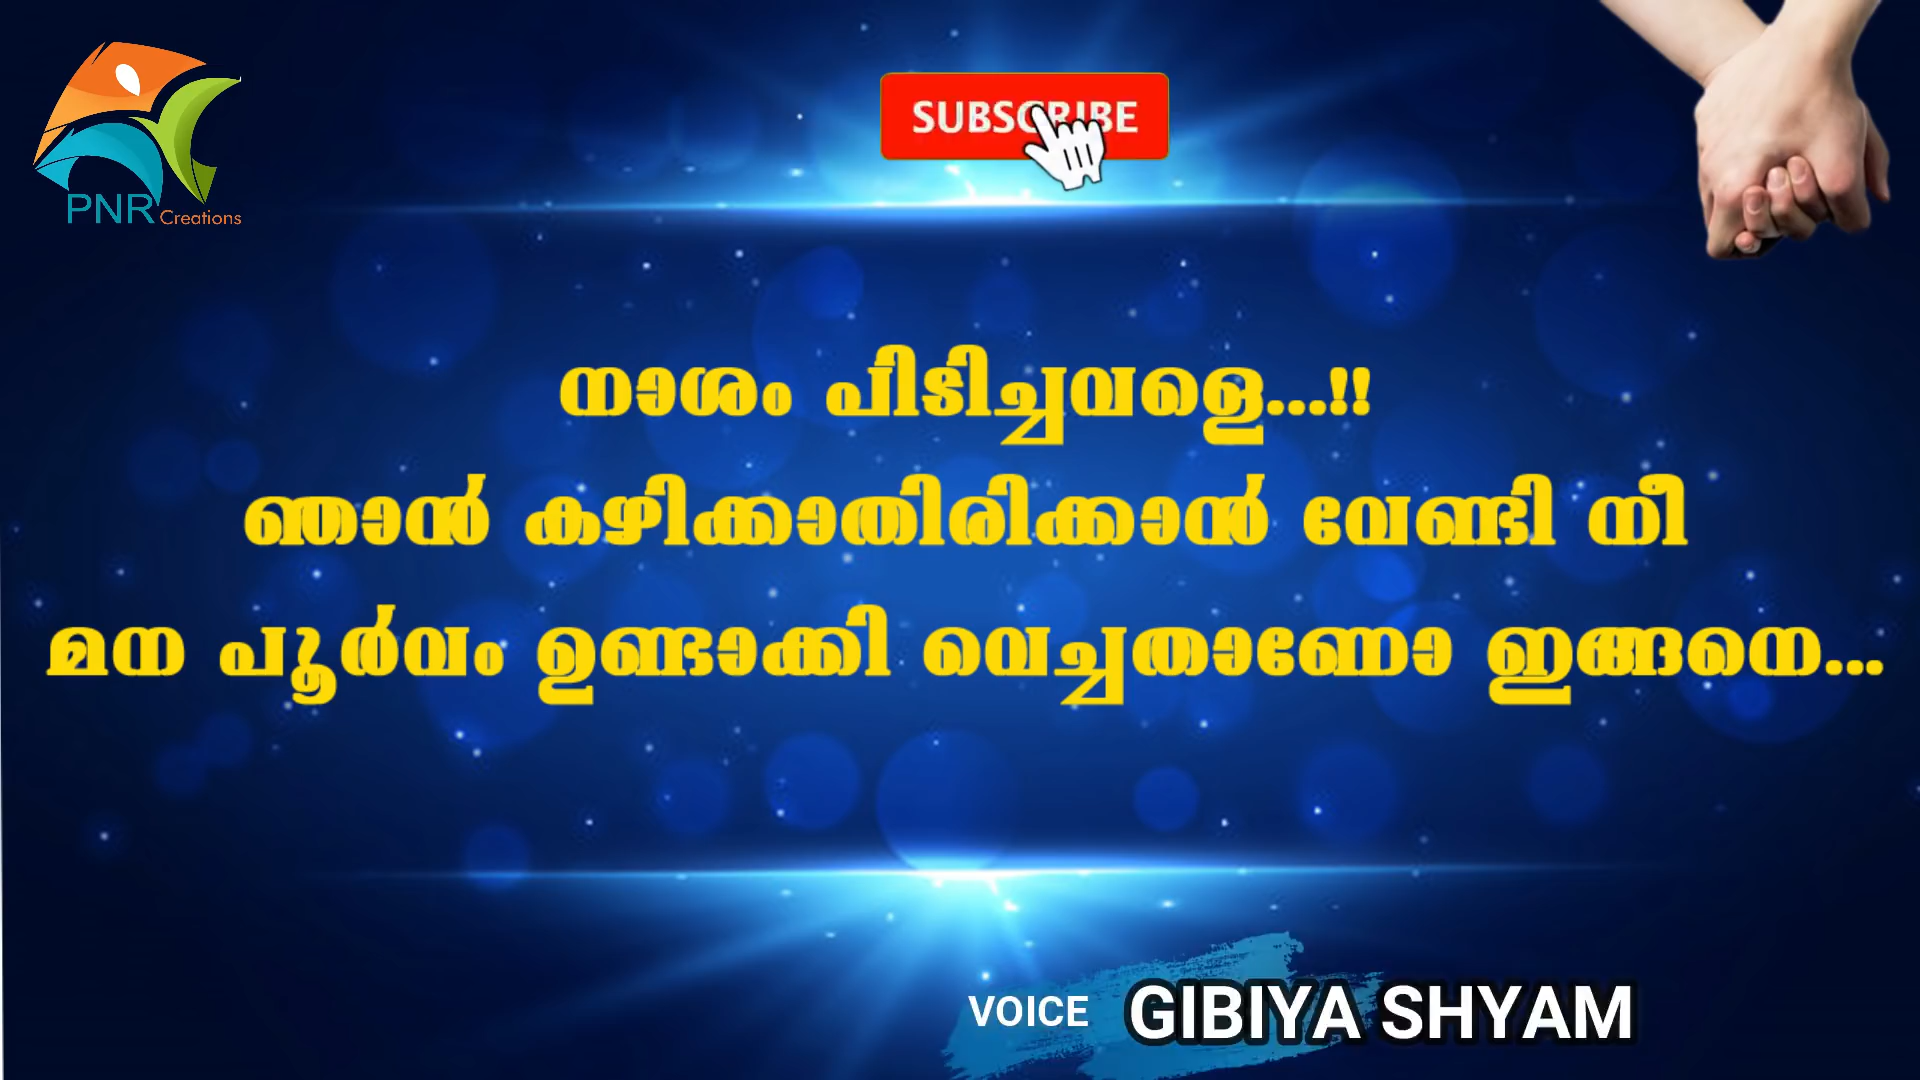 PNR Creations
SUBSCRIBE
നാശം പിടിച്ചവളെ...!!
ഞാൻ കഴിക്കാതിരിക്കാൻ വേണ്ടി നീ
മന പൂർവം ഉണ്ടാക്കി വെച്ചതാണോ ഇങ്ങനെ...
VOICE GIBIYA SHYAM